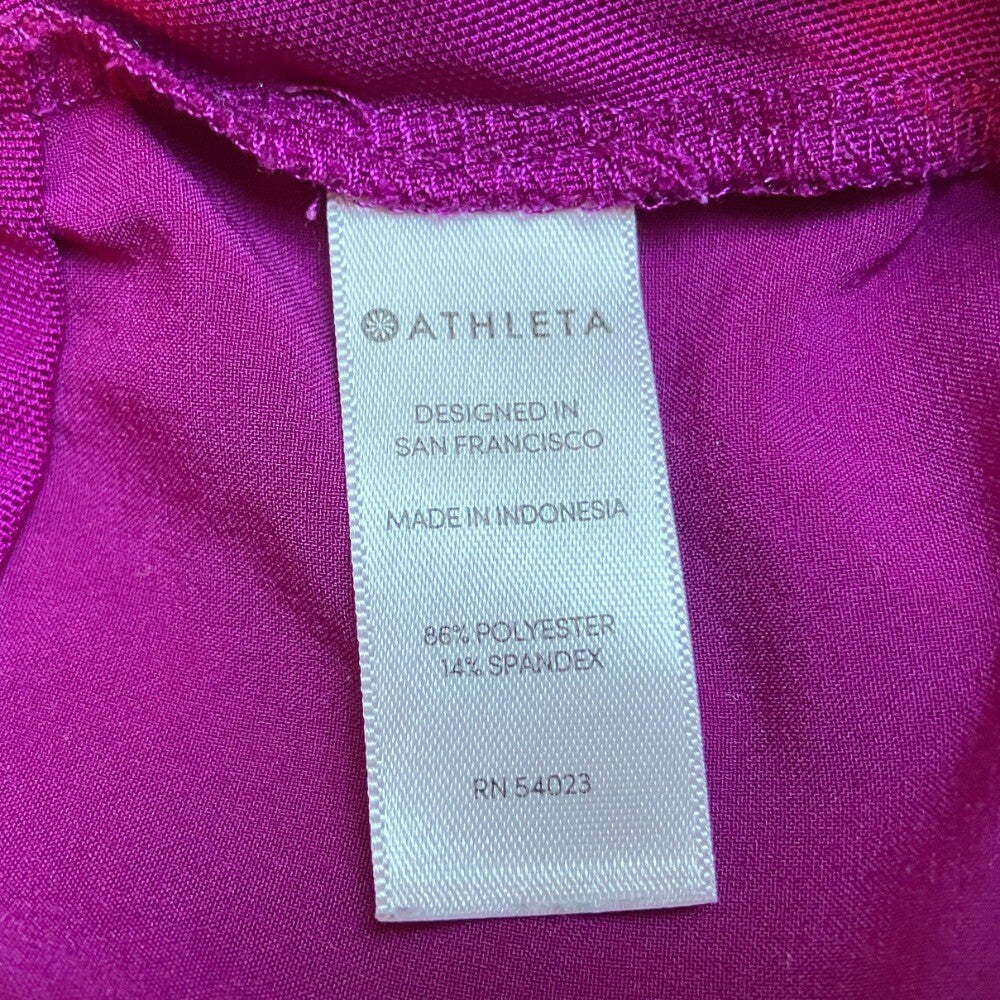 ATHLETA
DESIGNED IN
SAN FRANCISCO
MADE IN INDONESIA
86% POLYESTER
14% SPANDEX
RN 54023